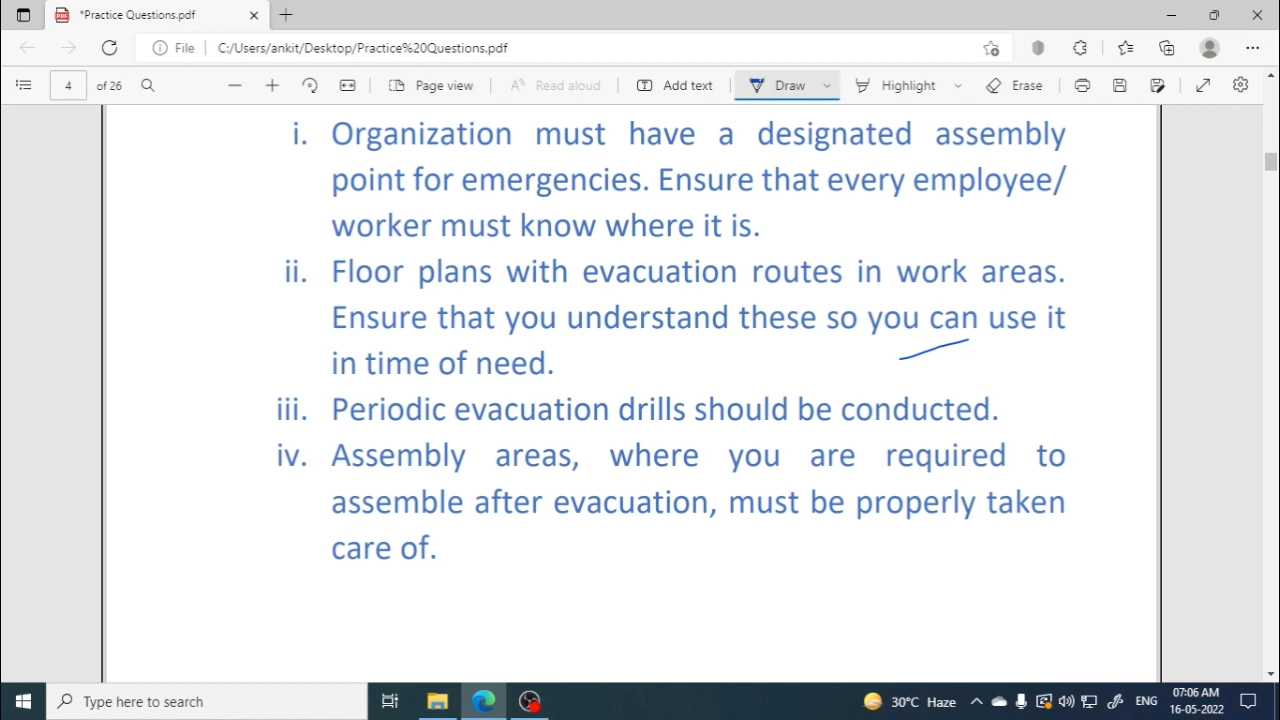 *Practice Questions.pdf
File
C:/Users/ankit/Desktop/Practice%20Questions.pdf
4
of 26
Page view
Read aloud
Add text
Draw
Highlight
Erase
i. Organization must have a designated assembly
point for emergencies. Ensure that every employee/
worker must know where it is.
ii. Floor plans with evacuation routes in work areas.
Ensure that you understand these so you can use it
in time of need.
iii. Periodic evacuation drills should be conducted.
iv. Assembly areas, where you are required to
assemble after evacuation, must be properly taken
care of.
Type here to search
30°C Haze
ENG
07:06 AM
16-05-2022